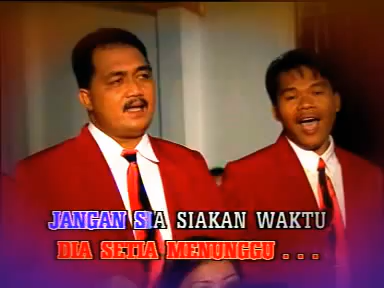 JANGAN SIA SIAKAN WAKTU
DIA SETIA MENUNGGU . . .